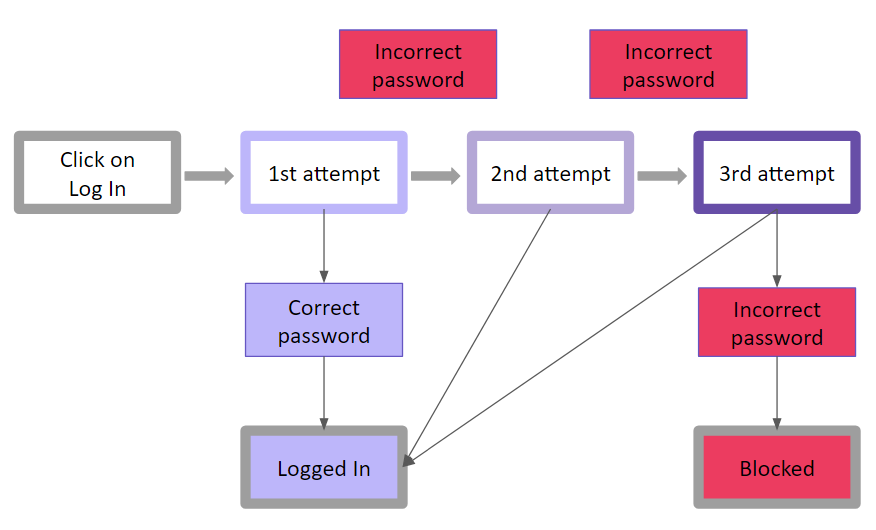 Incorrect
password
Incorrect
password
Click on
Log In
1st attempt
2nd attempt
3rd attempt
Correct
password
Incorrect
password
Logged In
Blocked